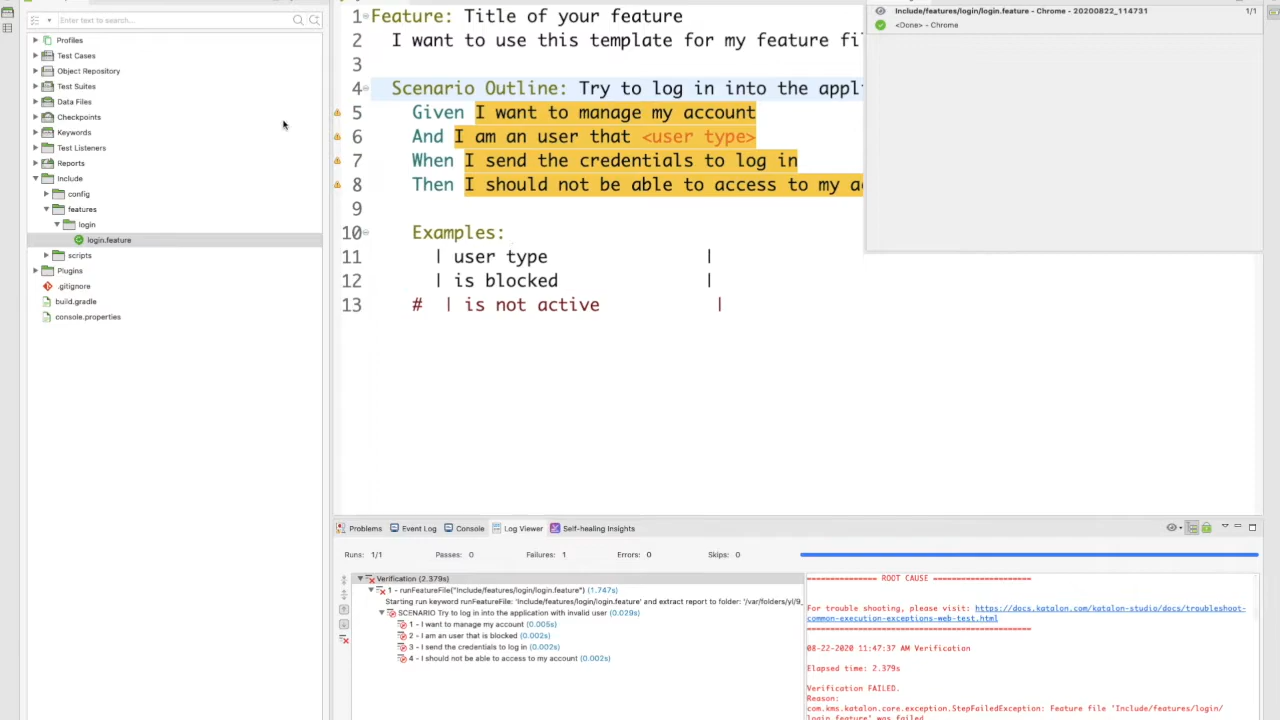 Enter text to search...
Profiles
Test Cases
Object Repository
Test Suites
Data Files
Checkpoints
Keywords
Test Listeners
Reports
Include
config
features
login
login.feature
scripts
Plugins
.gitignore
build.gradle
console.properties
1 Feature: Title of your feature
2 I want to use this template for my feature fi
3
4 Scenario Outline: Try to log in into the appl
5 Given I want to manage my account
6 And I am an user that <user type>
7 When I send the credentials to log in
8 Then I should not be able to access to my a
9
10 Examples:
11 | user type |
12 | is blocked |
13 # | is not active |
Include/features/login/login.feature - Chrome - 20200822_114731 1/1
<Done> - Chrome
Problems Event Log Console Log Viewer Self-healing Insights
Runs: 1/1 Passes: 0 Failures: 1 Errors: 0 Skips: 0
Verification (2.379s)
1 - runFeatureFile("Include/features/login/login.feature") (1.747s)
Starting run keyword runFeatureFile: 'Include/features/login/login.feature' and extract report to folder: '/var/folders/yl/9_
SCENARIO Try to log in into the application with invalid user (0.029s)
1 - I want to manage my account (0.005s)
2 - I am an user that is blocked (0.002s)
3 - I send the credentials to log in (0.002s)
4 - I should not be able to access to my account (0.002s)
=============== ROOT CAUSE =====================
For trouble shooting, please visit: https://docs.katalon.com/katalon-studio/docs/troubleshoot-
common-execution-exceptions-web-test.html
================================================
08-22-2020 11:47:37 AM Verification
Elapsed time: 2.379s
Verification FAILED.
Reason:
com.kms.katalon.core.exception.StepFailedException: Feature file 'Include/features/login/
login.feature' was failed